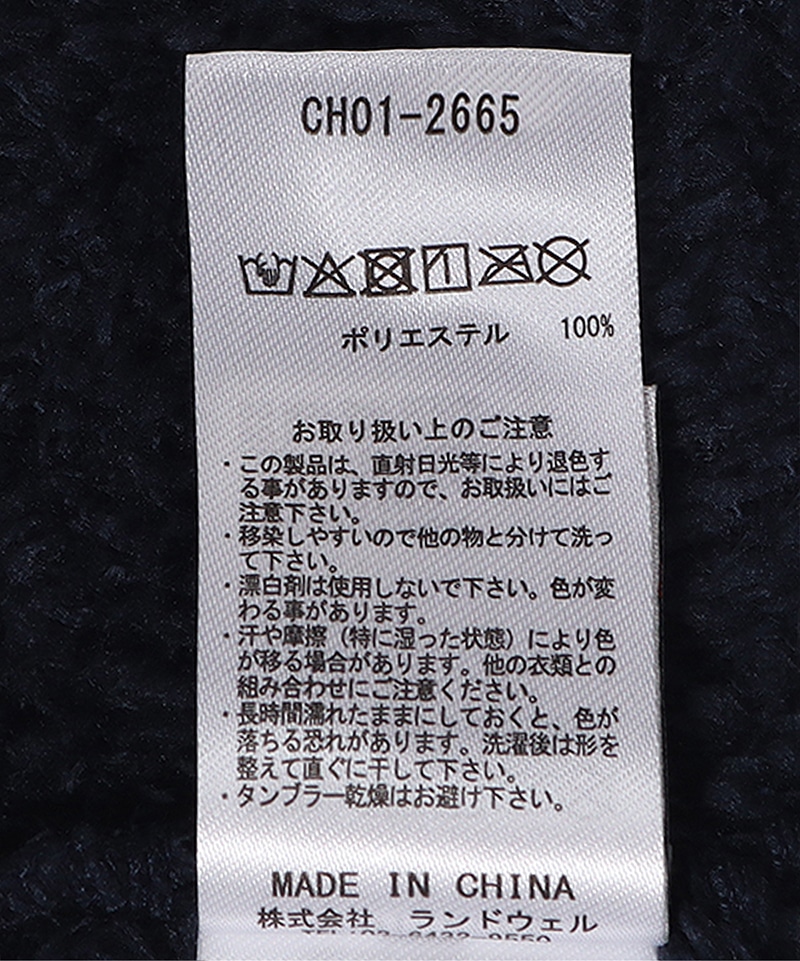 CH01-2665
ポリエステル 100%
お取り扱い上のご注意
・この製品は、直射日光等により退色す
る事がありますので、お取扱いにはご
注意下さい。
・移染しやすいので他の物と分けて洗っ
て下さい。
・漂白剤は使用しないで下さい。色が変
わる事があります。
・汗や摩擦（特に湿った状態）により色
が移る場合があります。他の衣類との
組み合わせにご注意ください。
・長時間濡れたままにしておくと、色が
落ちる恐れがあります。洗濯後は形を
整えて直ぐに干して下さい。
・タンブラー乾燥はお避け下さい。
MADE IN CHINA
株式会社 ランドウェル